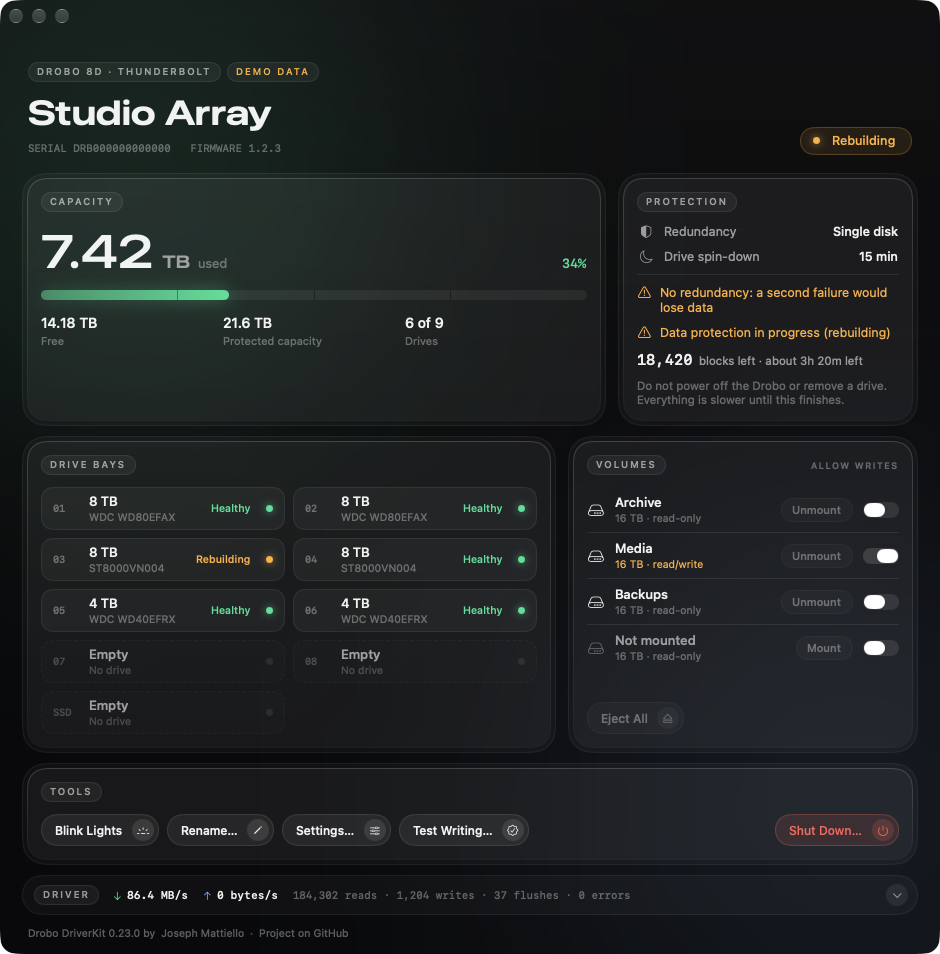 DROBO 8D · THUNDERBOLT
DEMO DATA
Studio Array
SERIAL DRB000000000000 FIRMWARE 1.2.3
Rebuilding
CAPACITY
7.42 TB used
34%
14.18 TB
Free
21.6 TB
Protected capacity
6 of 9
Drives
PROTECTION
Redundancy Single disk
Drive spin-down 15 min
No redundancy: a second failure would
lose data
Data protection in progress (rebuilding)
18,420 blocks left · about 3h 20m left
Do not power off the Drobo or remove a drive.
Everything is slower until this finishes.
DRIVE BAYS
01
8 TB
WDC WD80EFAX
Healthy
02
8 TB
WDC WD80EFAX
Healthy
03
8 TB
ST8000VN004
Rebuilding
04
8 TB
ST8000VN004
Healthy
05
4 TB
WDC WD40EFRX
Healthy
06
4 TB
WDC WD40EFRX
Healthy
07
Empty
No drive
08
Empty
No drive
SSD
Empty
No drive
VOLUMES
ALLOW WRITES
Archive
16 TB · read-only
Unmount
Media
16 TB · read/write
Unmount
Backups
16 TB · read-only
Unmount
Not mounted
16 TB · read-only
Mount
Eject All
TOOLS
Blink Lights
Rename...
Settings...
Test Writing...
Shut Down...
DRIVER
↓ 86.4 MB/s ↑ 0 bytes/s 184,302 reads · 1,204 writes · 37 flushes · 0 errors
Drobo DriverKit 0.23.0 by Joseph Mattiello · Project on GitHub